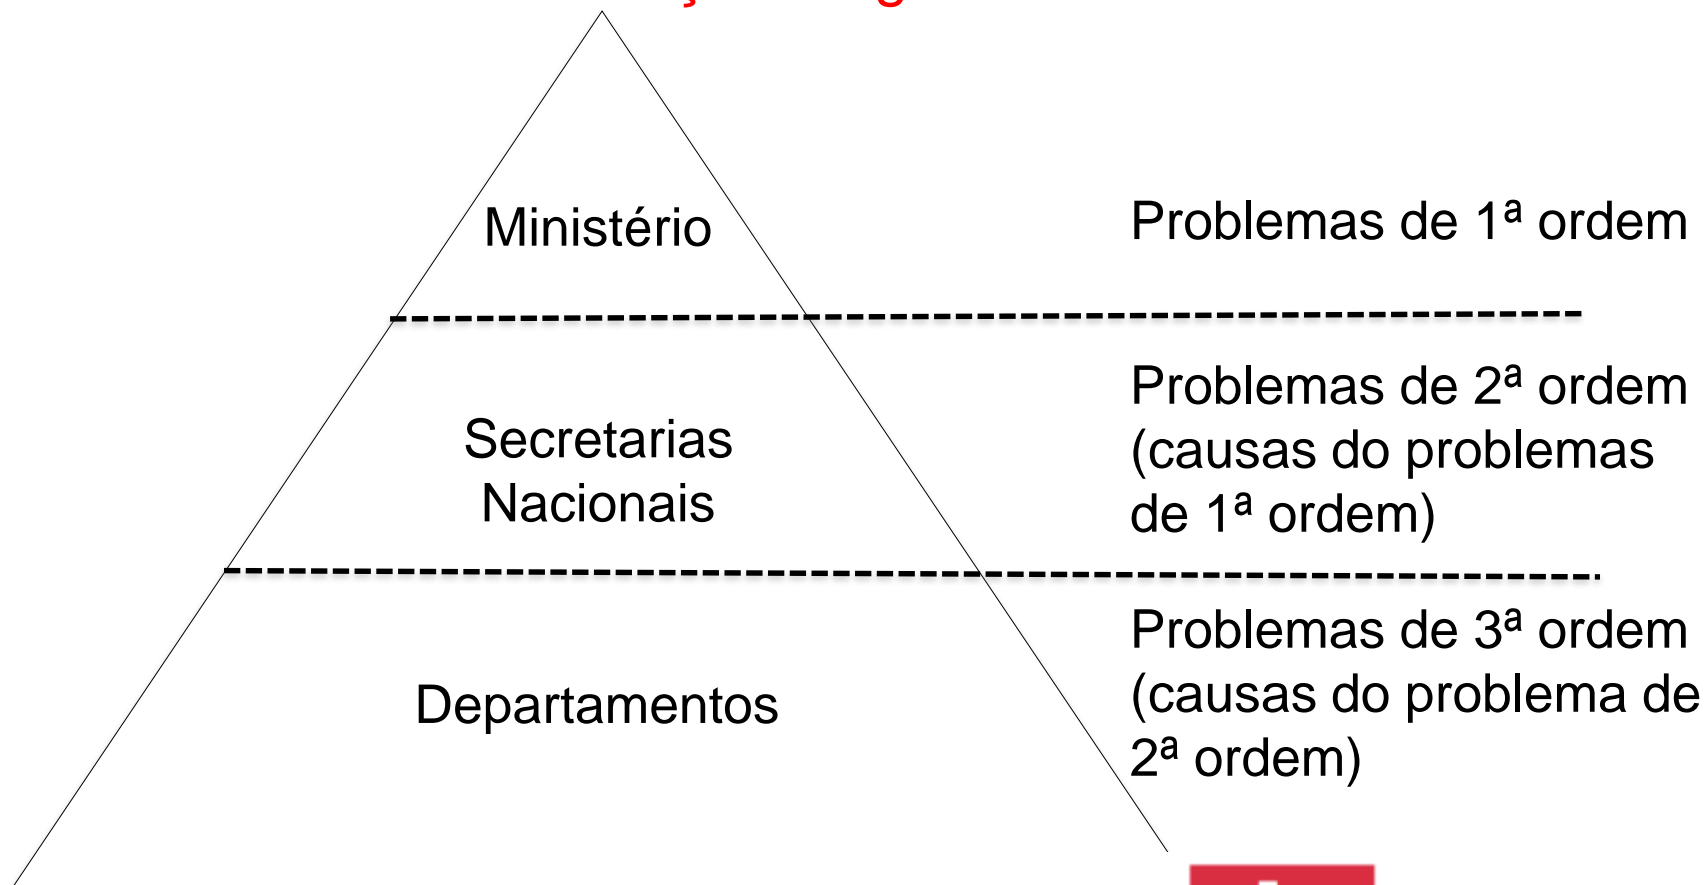 Ministério
Problemas de 1ª ordem
Secretarias
Nacionais
Problemas de 2ª ordem
(causas do problemas
de 1ª ordem)
Departamentos
Problemas de 3ª ordem
(causas do problema de
2ª ordem)